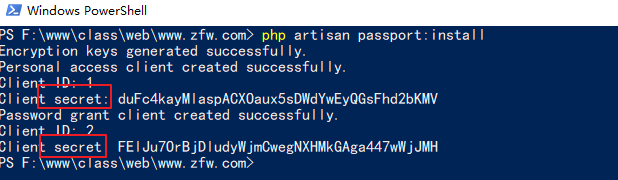 Windows PowerShell
PS F:\www\class\web\www.zfw.com> php artisan passport:install
Encryption keys generated successfully.
Personal access client created successfully.
Client ID: 1
Client secret: duFc4kayMlaspACXOaux5sDWdYwEyQGsFhd2bKMV
Password grant client created successfully.
Client ID: 2
Client secret: FElJu7OrBjDludyWjmCwegNXHMkGAga447wWjJMH
PS F:\www\class\web\www.zfw.com>